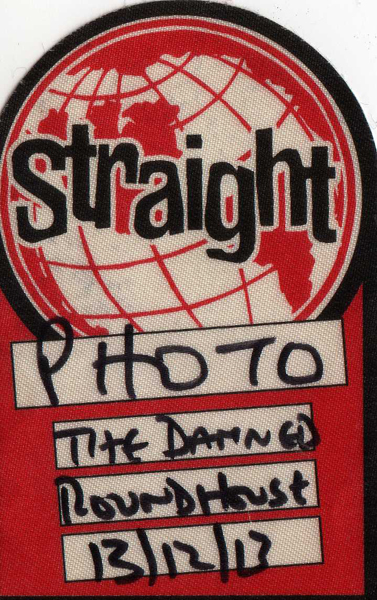 straight
PHOTO
THE DAMNED
ROUNDHOUSE
13/12/13